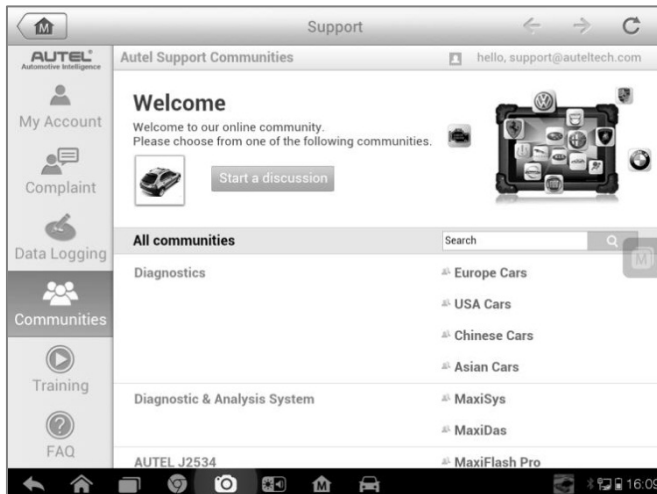 Support
AUTEL®
Automotive Intelligence
Autel Support Communities
hello, support@auteltech.com
My Account
Complaint
Data Logging
Communities
Training
FAQ
Welcome
Welcome to our online community.
Please choose from one of the following communities.
Start a discussion
All communities
Search
Diagnostics
Europe Cars
USA Cars
Chinese Cars
Asian Cars
Diagnostic & Analysis System
MaxiSys
MaxiDas
AUTEL J2534
MaxiFlash Pro
16:09